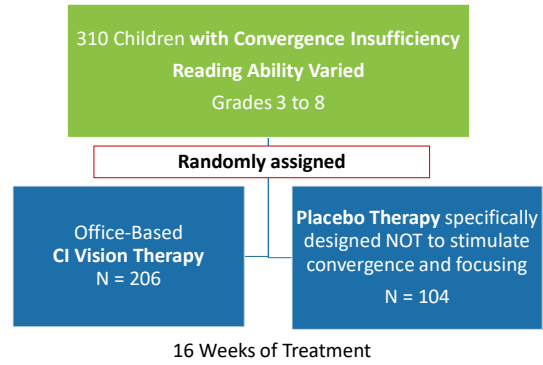 310 Children with Convergence Insufficiency
Reading Ability Varied
Grades 3 to 8
Randomly assigned
Office-Based
CI Vision Therapy
N = 206
Placebo Therapy specifically
designed NOT to stimulate
convergence and focusing
N = 104
16 Weeks of Treatment